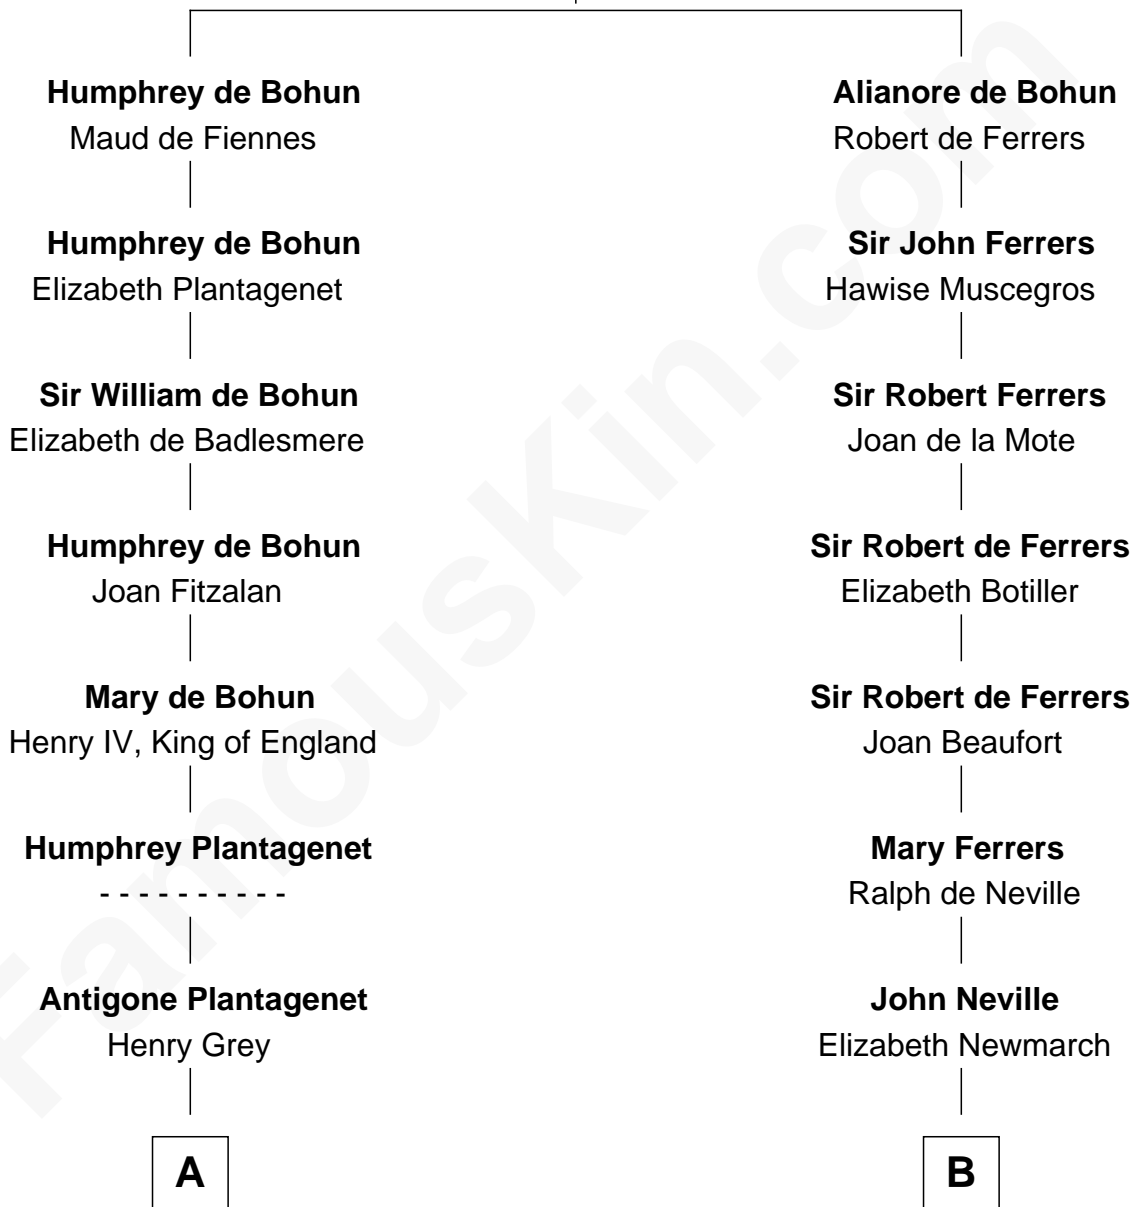 Humphrey de Bohun
Maud de Fiennes
Humphrey de Bohun
Elizabeth Plantagenet
Sir William de Bohun
Elizabeth de Badlesmere
Humphrey de Bohun
Joan Fitzalan
Mary de Bohun
Henry IV, King of England
Humphrey Plantagenet
- - - - - - - - - -
Antigone Plantagenet
Henry Grey
A
Alianore de Bohun
Robert de Ferrers
Sir John Ferrers
Hawise Muscegros
Sir Robert Ferrers
Joan de la Mote
Sir Robert de Ferrers
Elizabeth Botiller
Sir Robert de Ferrers
Joan Beaufort
Mary Ferrers
Ralph de Neville
John Neville
Elizabeth Newmarch
B
FamousKin.com